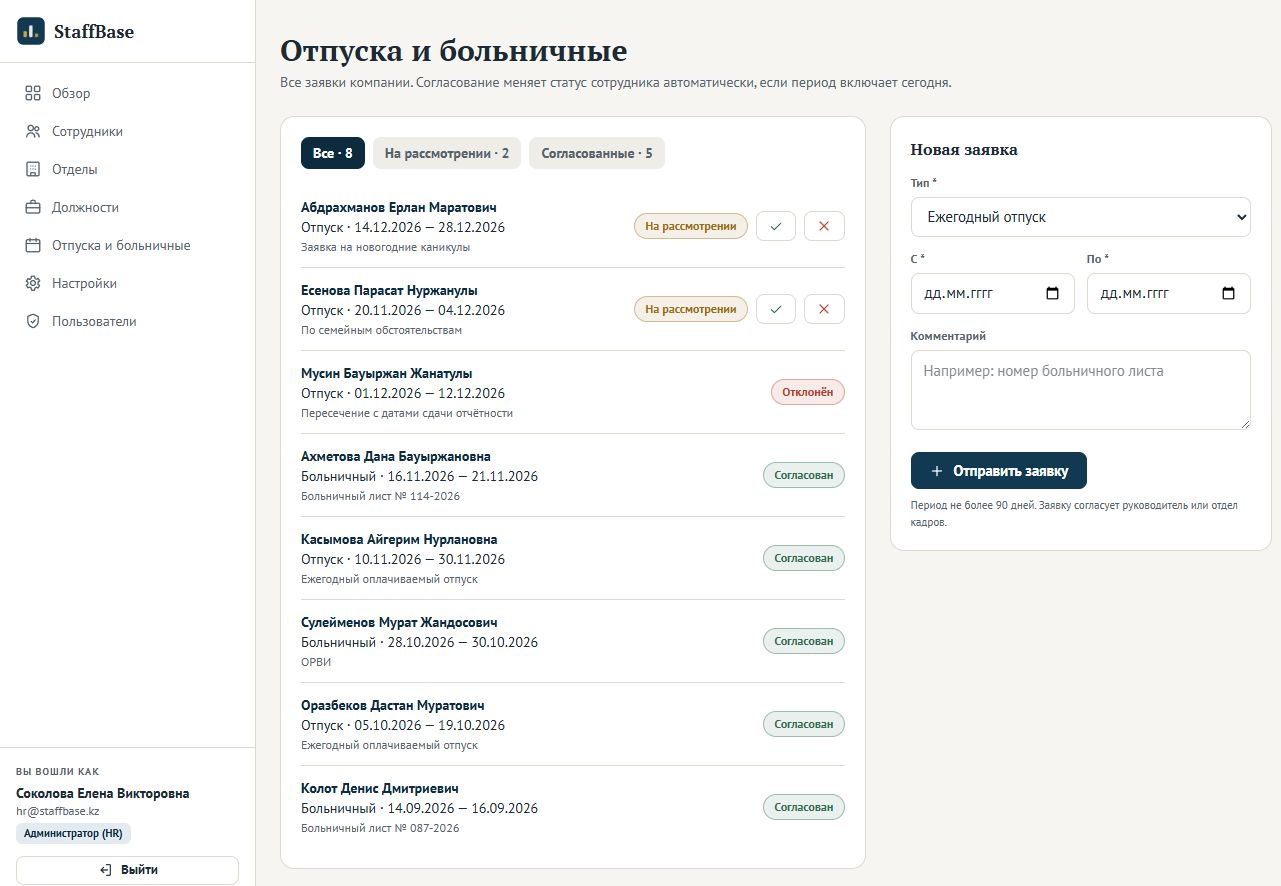 StaffBase
Обзор
Сотрудники
Отделы
Должности
Отпуска и больничные
Настройки
Пользователи
ВЫ ВОШЛИ КАК
Соколова Елена Викторовна
hr@staffbase.kz
Администратор (HR)
Выйти
Отпуска и больничные
Все заявки компании. Согласование меняет статус сотрудника автоматически, если период включает сегодня.
Все · 8
На рассмотрении · 2
Согласованные · 5
Абдрахманов Ерлан Маратович
Отпуск · 14.12.2026 — 28.12.2026
Заявка на новогодние каникулы
На рассмотрении
Есенова Парасат Нуржанулы
Отпуск · 20.11.2026 — 04.12.2026
По семейным обстоятельствам
На рассмотрении
Мусин Бауыржан Жанатулы
Отпуск · 01.12.2026 — 12.12.2026
Пересечение с датами сдачи отчётности
Отклонён
Ахметова Дана Бауыржановна
Больничный · 16.11.2026 — 21.11.2026
Больничный лист № 114-2026
Согласован
Касымова Айгерим Нурлановна
Отпуск · 10.11.2026 — 30.11.2026
Ежегодный оплачиваемый отпуск
Согласован
Сулейменов Мурат Жандосович
Больничный · 28.10.2026 — 30.10.2026
ОРВИ
Согласован
Оразбеков Дастан Муратович
Отпуск · 05.10.2026 — 19.10.2026
Ежегодный оплачиваемый отпуск
Согласован
Колот Денис Дмитриевич
Больничный · 14.09.2026 — 16.09.2026
Больничный лист № 087-2026
Согласован
Новая заявка
Тип *
Ежегодный отпуск
С *
По *
дд.мм.гггг
дд.мм.гггг
Комментарий
Например: номер больничного листа
Отправить заявку
Период не более 90 дней. Заявку согласует руководитель или отдел
кадров.